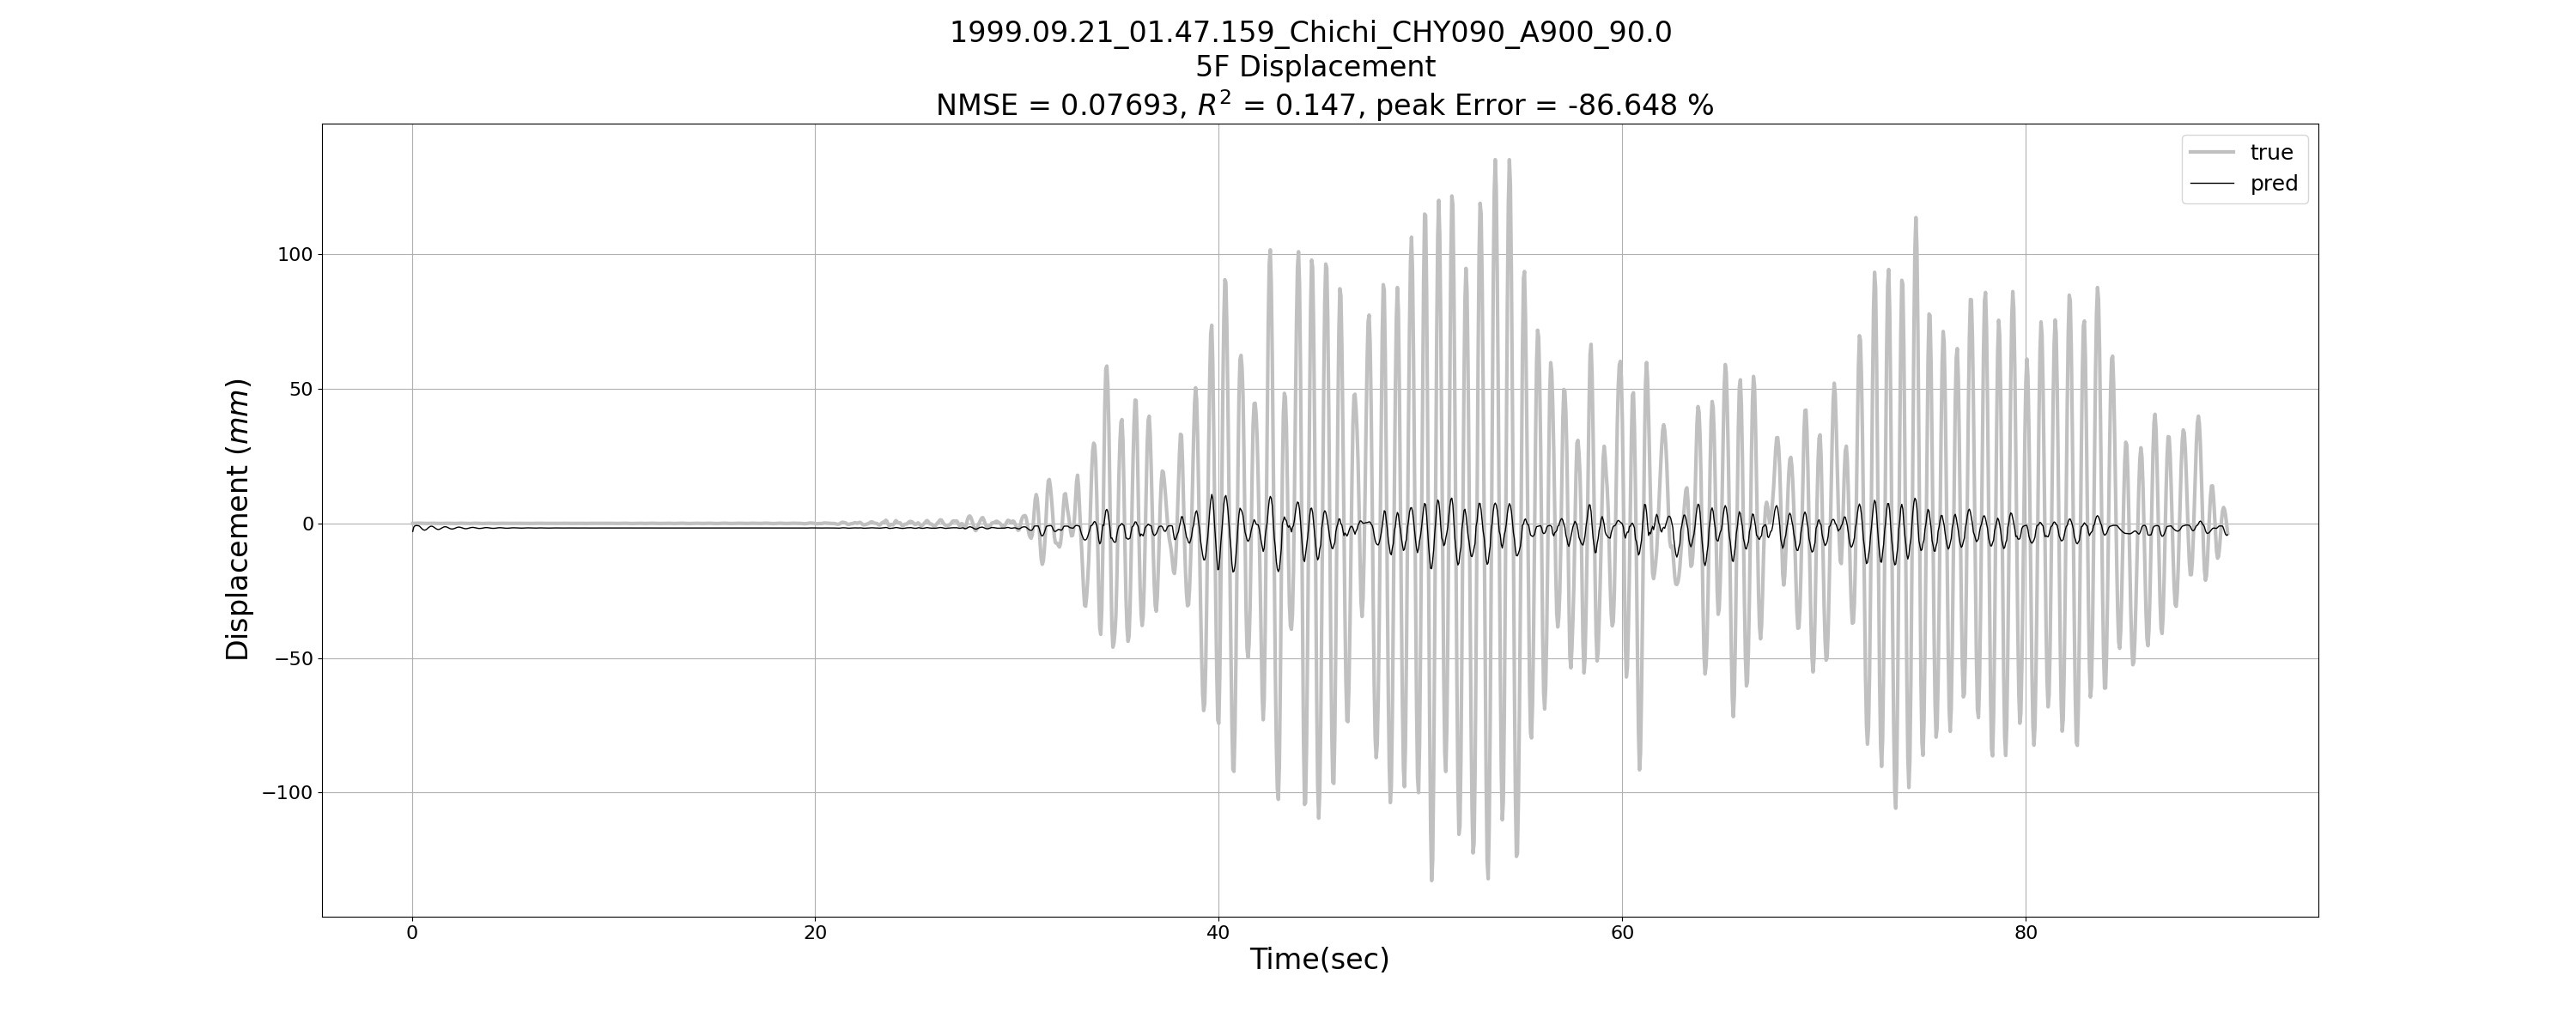 1999.09.21_01.47.159_Chichi_CHY090_A900_90.0
5F Displacement
NMSE = 0.07693, R² = 0.147, peak Error = -86.648 %
true
pred
Displacement (mm)
100
50
0
−50
−100
0 20 40 60 80
Time(sec)